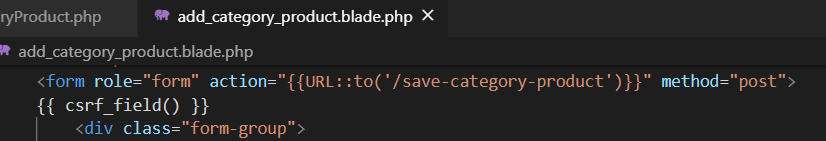 ryProduct.php
add_category_product.blade.php
add_category_product.blade.php
<form role="form" action="{{URL::to('/save-category-product')}}" method="post">
{{ csrf_field() }}
<div class="form-group">